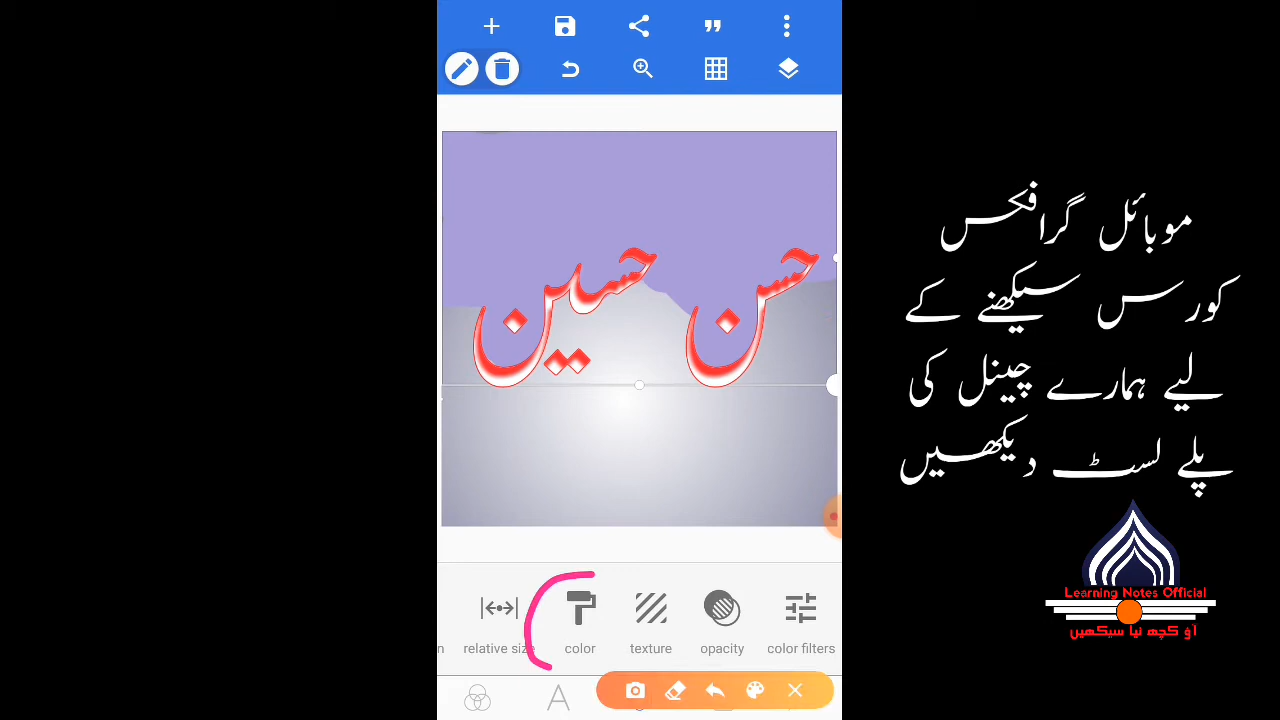 حسن حسین
relative size
color
texture
opacity
color filters
موبائل گرافکس
کورس سیکھنے کے
لیے ہمارے چینل کی
پلے لسٹ دیکھیں
Learning Notes Official
آؤ کچھ نیا سیکھیں